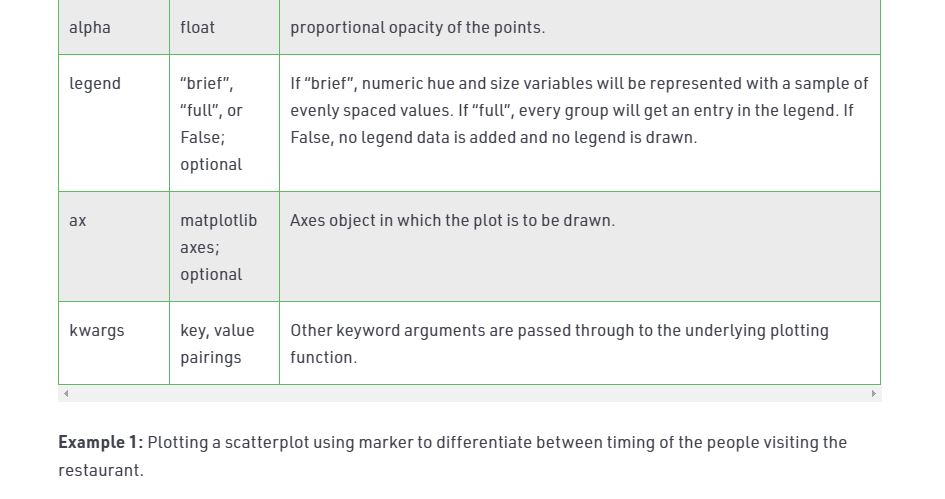 alpha float proportional opacity of the points.
legend “brief”, If “brief”, numeric hue and size variables will be represented with a sample of
“full”, or evenly spaced values. If “full”, every group will get an entry in the legend. If
False; False, no legend data is added and no legend is drawn.
optional
ax matplotlib Axes object in which the plot is to be drawn.
axes;
optional
kwargs key, value Other keyword arguments are passed through to the underlying plotting
pairings function.
Example 1: Plotting a scatterplot using marker to differentiate between timing of the people visiting the
restaurant.